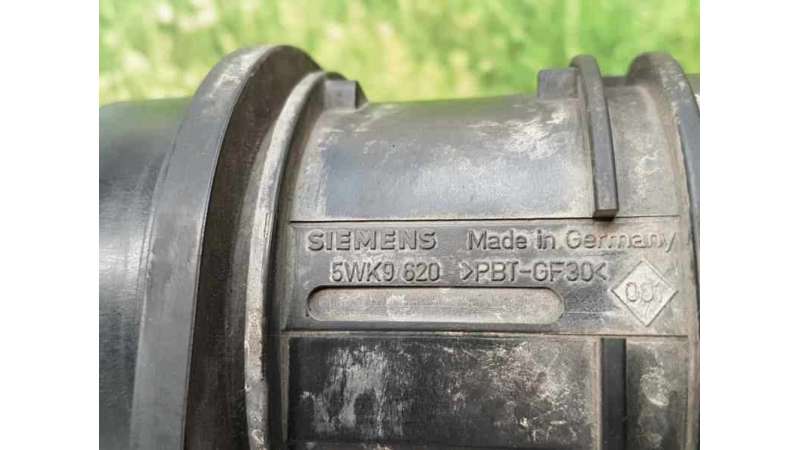 SIEMENS Made in Germany
5WK9 620 >PBT-GF30<
001